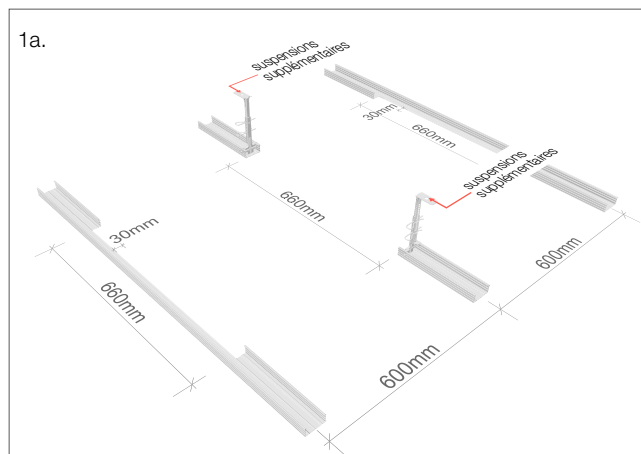 1a.
suspensions
supplémentaires
30mm
660mm
suspensions
supplémentaires
660mm
600mm
30mm
660mm
600mm